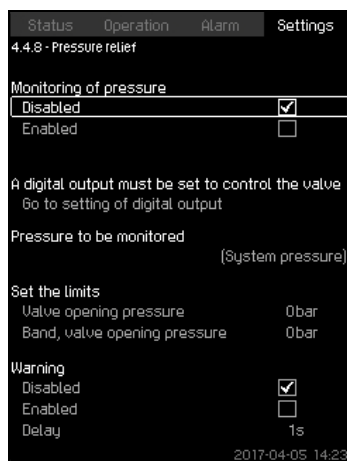 Status Operation Alarm Settings
4.4.8 - Pressure relief
Monitoring of pressure
Disabled
Enabled
A digital output must be set to control the valve
Go to setting of digital output
Pressure to be monitored
(System pressure)
Set the limits
Valve opening pressure 0bar
Band, valve opening pressure 0bar
Warning
Disabled
Enabled
Delay 1s
2017-04-05 14:23